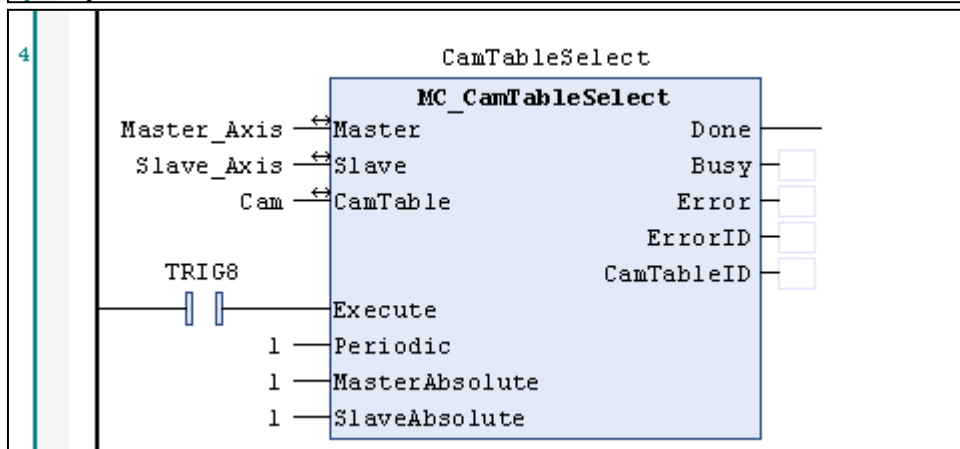 4
CamTableSelect
MC_CamTableSelect
Master_Axis Master Done
Slave_Axis Slave Busy
Cam CamTable Error
ErrorID
TRIG8 CamTableID
Execute
1 Periodic
1 MasterAbsolute
1 SlaveAbsolute